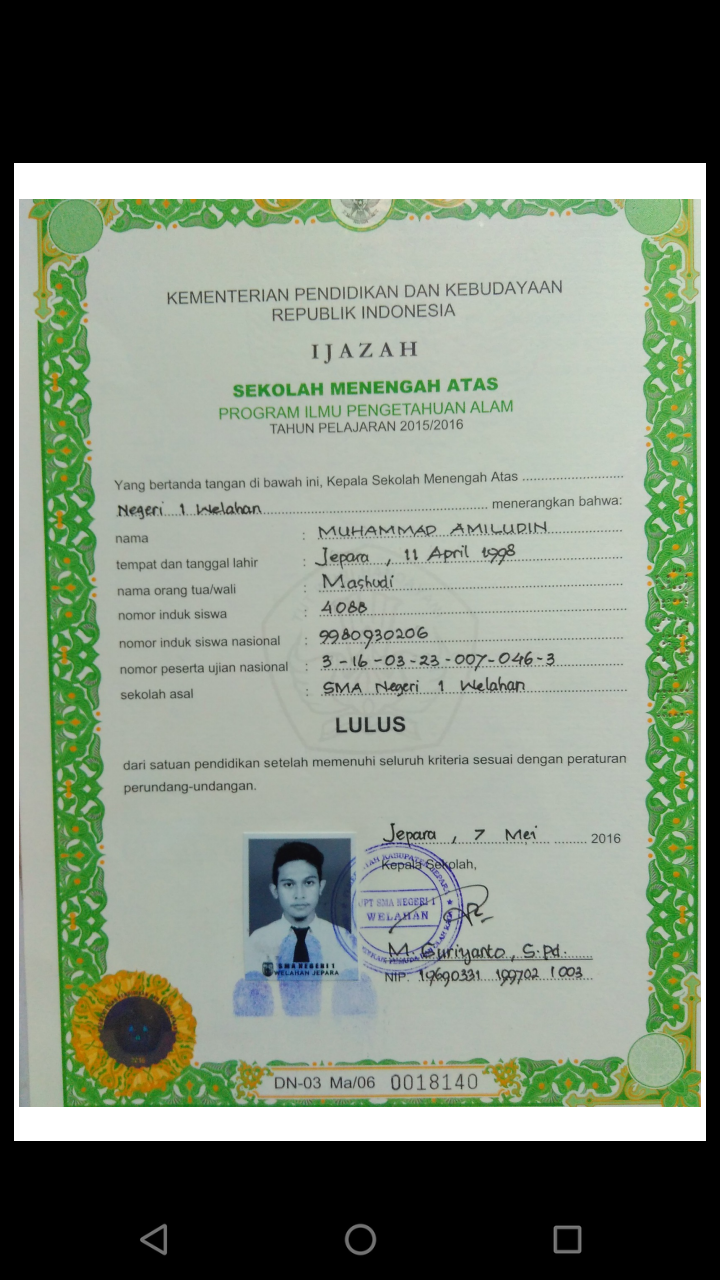 KEMENTERIAN PENDIDIKAN DAN KEBUDAYAAN
REPUBLIK INDONESIA
IJAZAH
SEKOLAH MENENGAH ATAS
PROGRAM ILMU PENGETAHUAN ALAM
TAHUN PELAJARAN 2015/2016
Yang bertanda tangan di bawah ini, Kepala Sekolah Menengah Atas
Negeri 1 Welahan menerangkan bahwa:
nama : MUHAMMAD AMILUDIN
tempat dan tanggal lahir : Jepara, 11 April 1998
nama orang tua/wali : Mashudi
nomor induk siswa : 4088
nomor induk siswa nasional : 9980930206
nomor peserta ujian nasional : 3-16-03-23-007-046-3
sekolah asal : SMA Negeri 1 Welahan
LULUS
dari satuan pendidikan setelah memenuhi seluruh kriteria sesuai dengan peraturan
perundang-undangan.
Jepara, 7 Mei 2016
Kepala Sekolah,
SMA NEGERI 1
WELAHAN
M. Suriyanto, S.Pd.
NIP. 19690331 199702 1 003
SMA NEGERI 1
WELAHAN JEPARA
DN-03 Ma/06 0018140